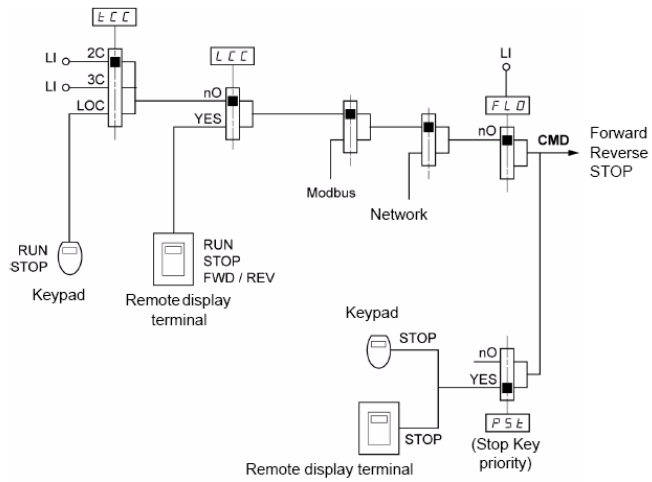 tCC
LI
2C
LCC
LI
3C
nO
LI
LOC
YES
FLO
nO
CMD
Forward
Reverse
STOP
Modbus
Network
RUN
STOP
Keypad
RUN
STOP
FWD / REV
Remote display
terminal
Keypad
STOP
nO
YES
STOP
PSt
(Stop Key
priority)
Remote display terminal